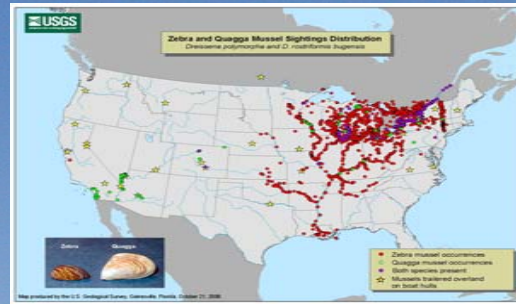 USGS
Zebra and Quagga Mussel Sightings Distribution
Dreissena polymorpha and D. rostriformis bugensis
Zebra
Quagga
Zebra mussel occurrences
Quagga mussel occurrences
Both species present
Mussels trailered overland
on boat hulls
Map produced by the U.S. Geological Survey, Gainesville, Florida, October 21, 2008